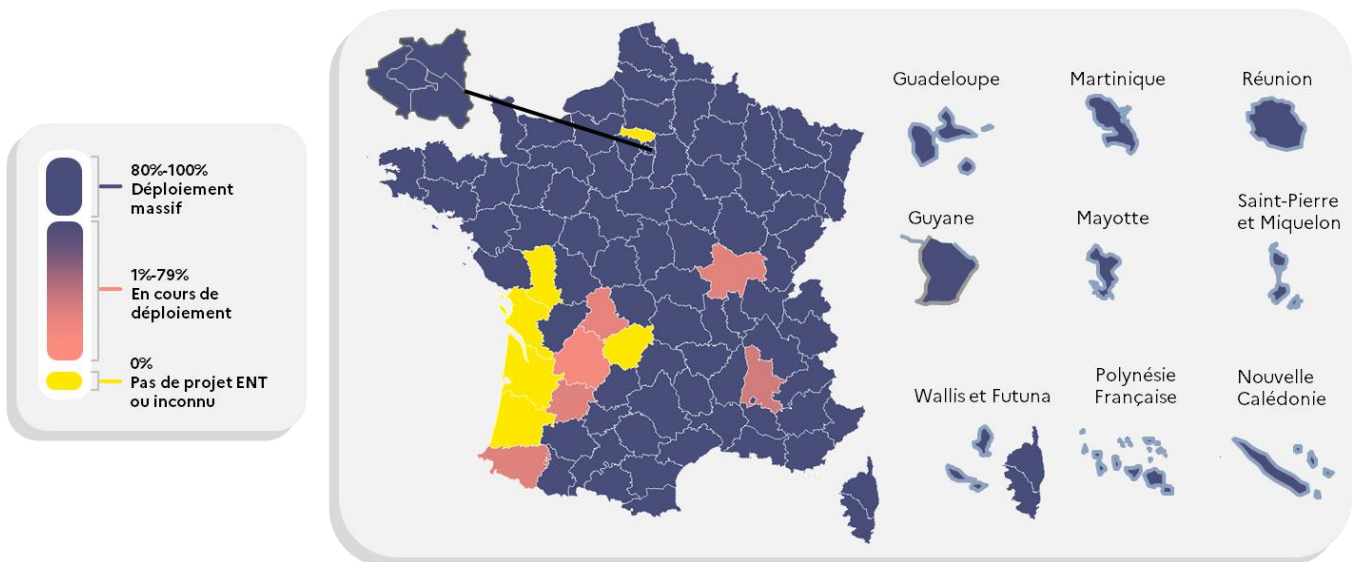 80%-100%
Déploiement
massif
1%-79%
En cours de
déploiement
0%
Pas de projet ENT
ou inconnu
Guadeloupe
Martinique
Réunion
Guyane
Mayotte
Saint-Pierre
et Miquelon
Wallis et Futuna
Polynésie
Française
Nouvelle
Calédonie